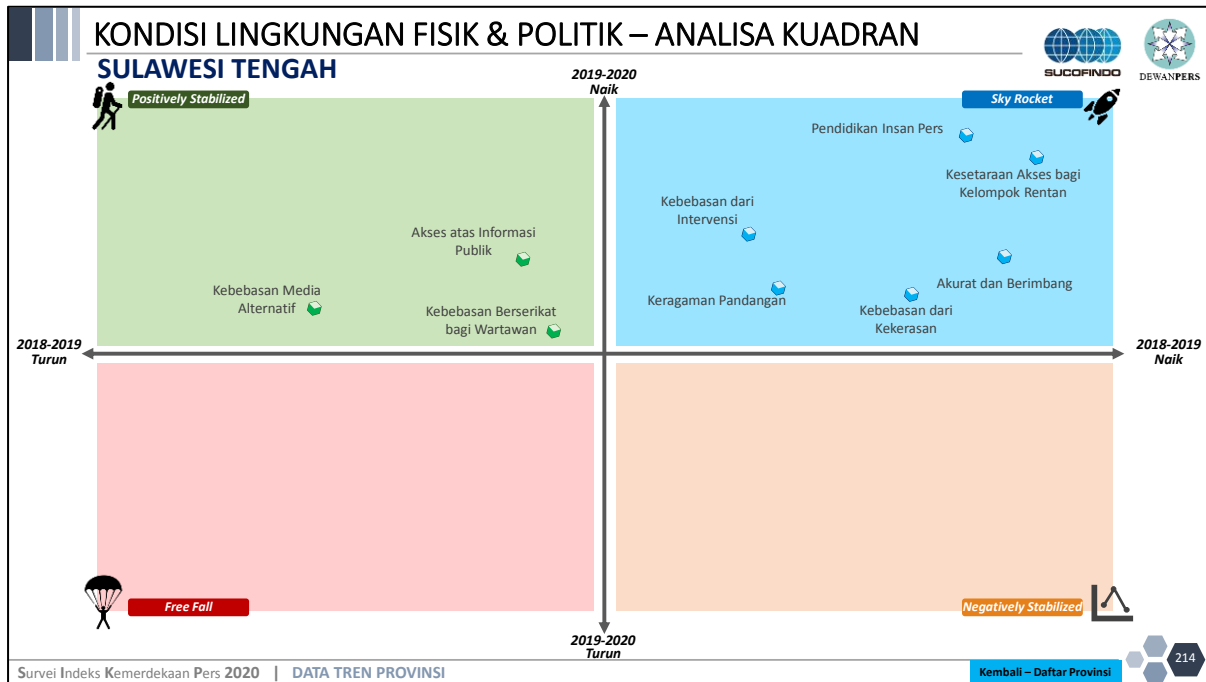 KONDISI LINGKUNGAN FISIK & POLITIK – ANALISA KUADRAN
SULAWESI TENGAH
SUCOFINDO
DEWANPERS
2019-2020
Naik
Positively Stabilized
Sky Rocket
Pendidikan Insan Pers
Kesetaraan Akses bagi
Kelompok Rentan
Kebebasan dari
Intervensi
Akses atas Informasi
Publik
Akurat dan Berimbang
Kebebasan Media
Alternatif
Keragaman Pandangan
Kebebasan Berserikat
bagi Wartawan
Kebebasan dari
Kekerasan
2018-2019
Turun
2018-2019
Naik
Free Fall
Negatively Stabilized
2019-2020
Turun
Survei Indeks Kemerdekaan Pers 2020 | DATA TREN PROVINSI
Kembali – Daftar Provinsi
214